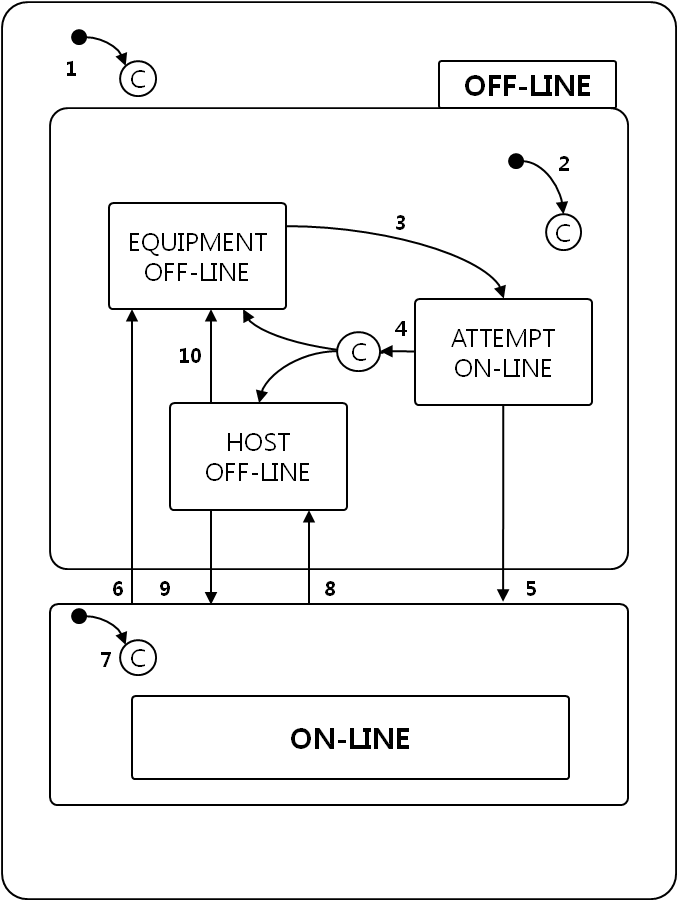 1
C
OFF-LINE
2
C
EQUIPMENT
OFF-LINE
3
4
C
ATTEMPT
ON-LINE
10
HOST
OFF-LINE
6
9
8
5
7
C
ON-LINE